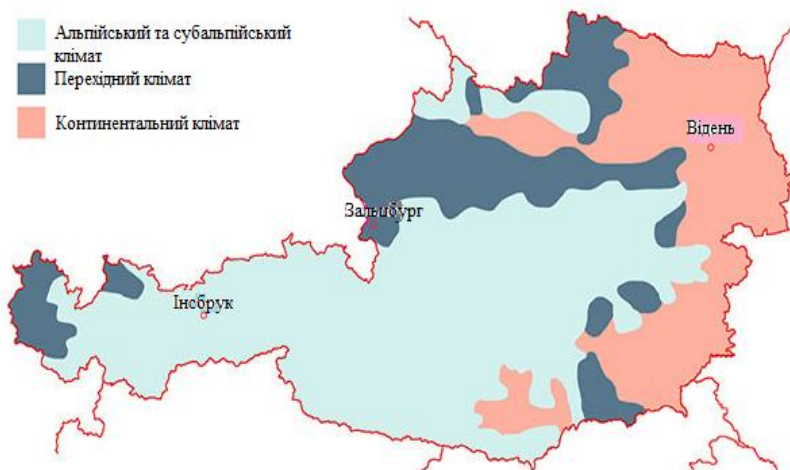 Альпійський та субальпійський
клімат
Перехідний клімат
Континентальний клімат
Відень
Зальцбург
Інсбрук